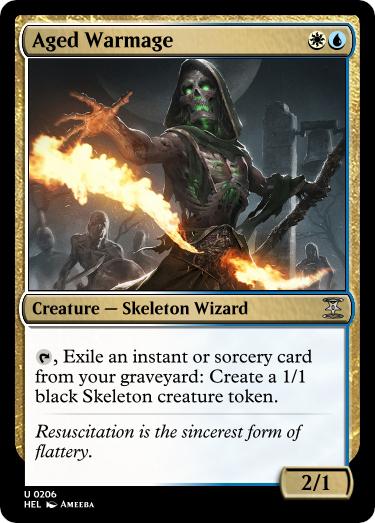 Aged Warmage
Creature — Skeleton Wizard
, Exile an instant or sorcery card
from your graveyard: Create a 1/1
black Skeleton creature token.
Resuscitation is the sincerest form of
flattery.
2/1
U 0206
HEL AMEEBA